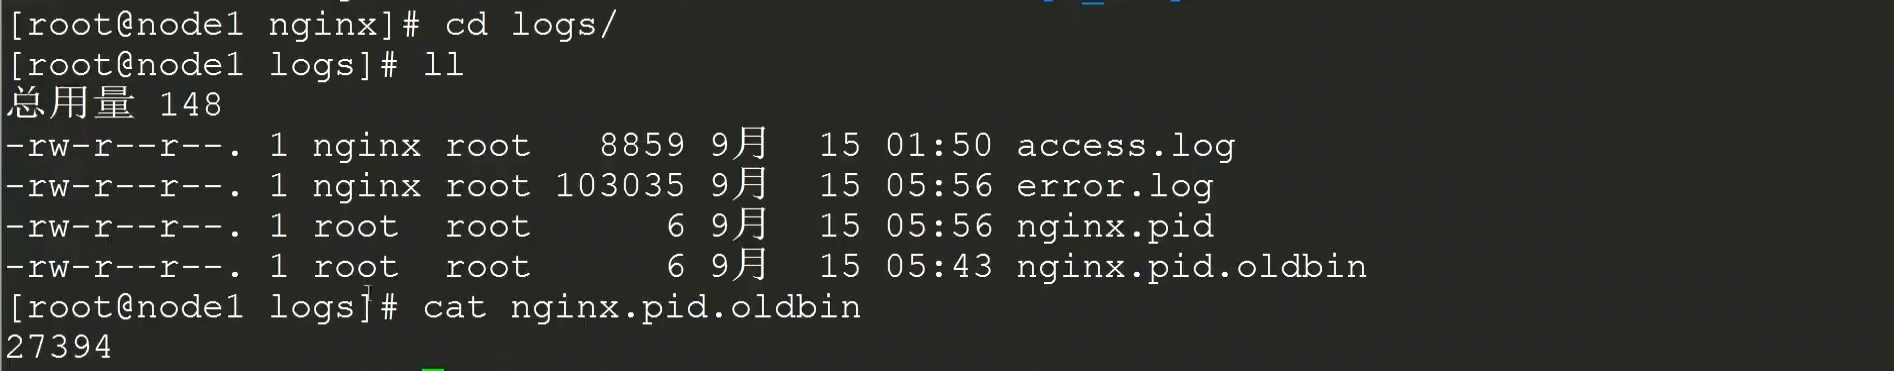 [root@node1 nginx]# cd logs/
[root@node1 logs]# ll
总用量 148
-rw-r--r--. 1 nginx root   8859 9月  15 01:50 access.log
-rw-r--r--. 1 nginx root 103035 9月  15 05:56 error.log
-rw-r--r--. 1 root  root      6 9月  15 05:56 nginx.pid
-rw-r--r--. 1 root  root      6 9月  15 05:43 nginx.pid.oldbin
[root@node1 logs]# cat nginx.pid.oldbin
27394